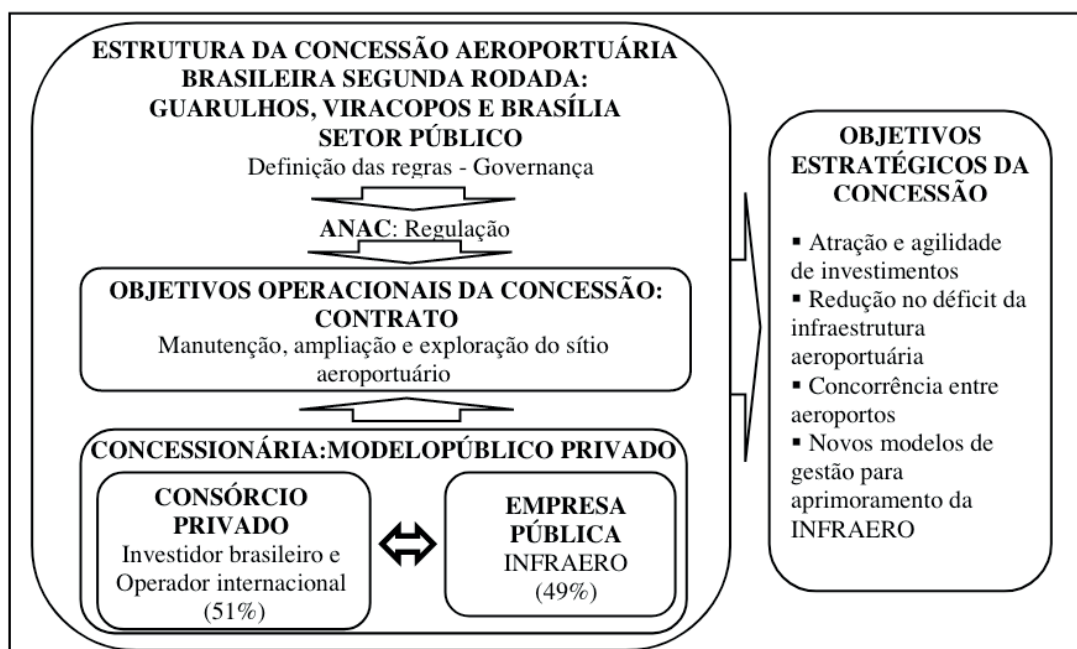 ESTRUTURA DA CONCESSÃO AEROPORTUÁRIA
BRASILEIRA SEGUNDA RODADA:
GUARULHOS, VIRACOPOS E BRASÍLIA
SETOR PÚBLICO
Definição das regras - Governança
ANAC: Regulação
OBJETIVOS OPERACIONAIS DA CONCESSÃO:
CONTRATO
Manutenção, ampliação e exploração do sítio
aeroportuário
CONCESSIONÁRIA:MODELOPÚBLICO PRIVADO
CONSÓRCIO
PRIVADO
Investidor brasileiro e
Operador internacional
(51%)
EMPRESA
PÚBLICA
INFRAERO
(49%)
OBJETIVOS
ESTRATÉGICOS DA
CONCESSÃO
▪ Atração e agilidade
de investimentos
▪ Redução no déficit da
infraestrutura
aeroportuária
▪ Concorrência entre
aeroportos
▪ Novos modelos de
gestão para
aprimoramento da
INFRAERO